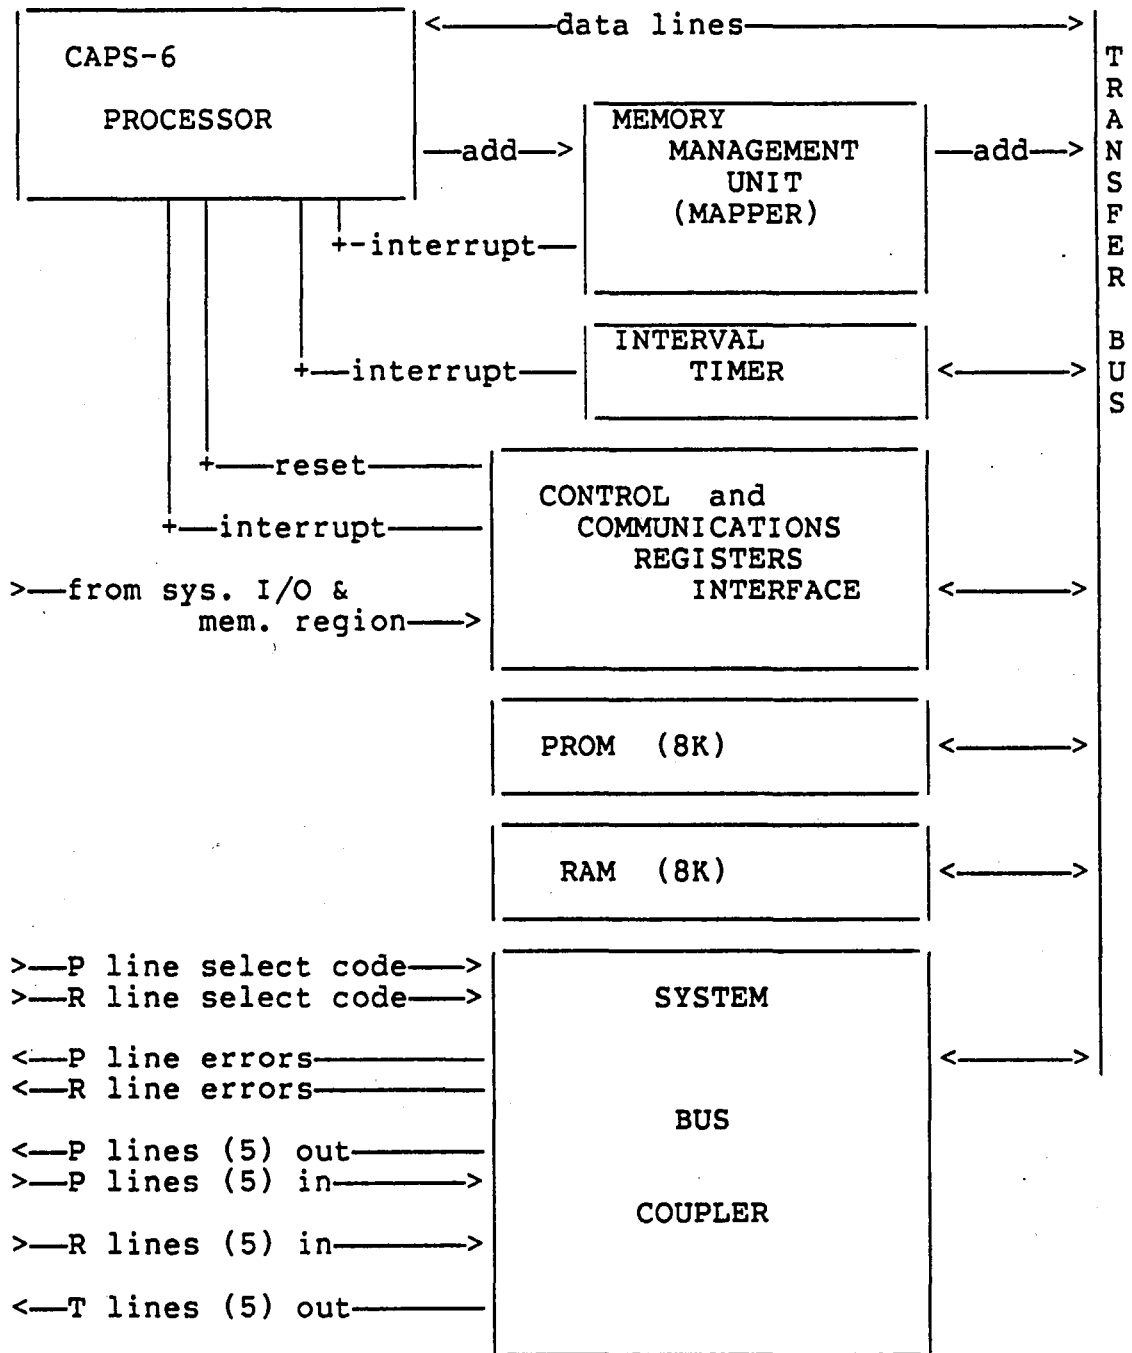 data lines
CAPS-6
PROCESSOR
add
MEMORY
MANAGEMENT
UNIT
(MAPPER)
add
TRANSFER BUS
interrupt
INTERVAL
TIMER
interrupt
reset
CONTROL and
COMMUNICATIONS
REGISTERS
INTERFACE
interrupt
from sys. I/O &
mem. region
PROM (8K)
RAM (8K)
P line select code
R line select code
SYSTEM
P line errors
R line errors
BUS
P lines (5) out
P lines (5) in
COUPLER
R lines (5) in
T lines (5) out